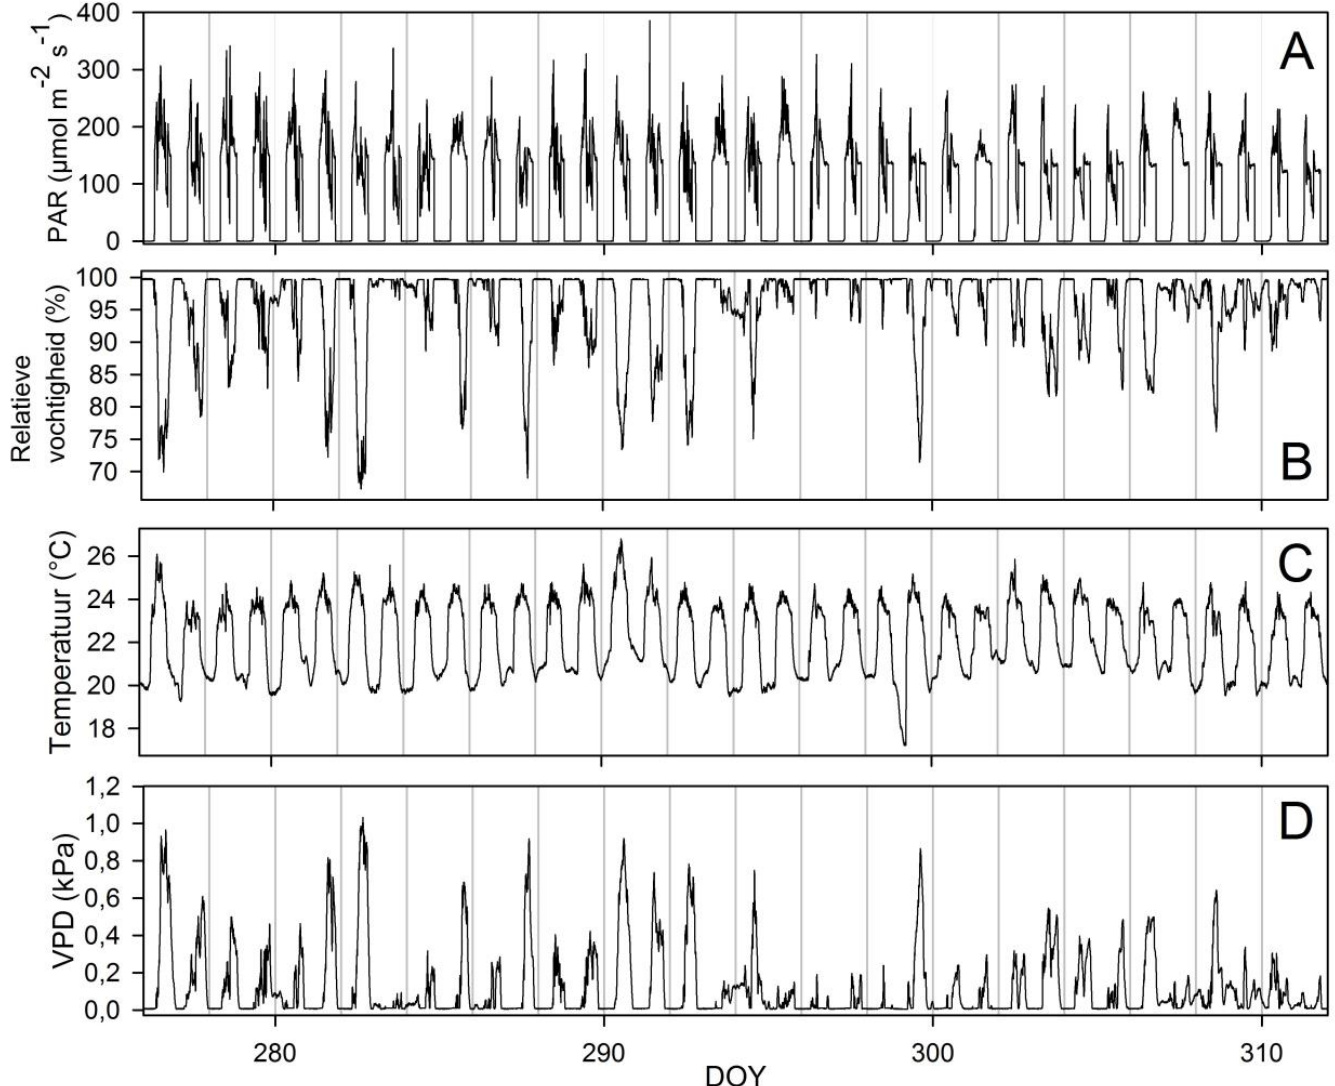 400
300
200
100
0
PAR (µmol m-2 s-1)
A
100
95
90
85
80
75
70
Relatieve
vochtigheid (%)
B
26
24
22
20
18
Temperatuur (°C)
C
1,2
1,0
0,8
0,6
0,4
0,2
0,0
VPD (kPa)
D
280 290 300 310
DOY